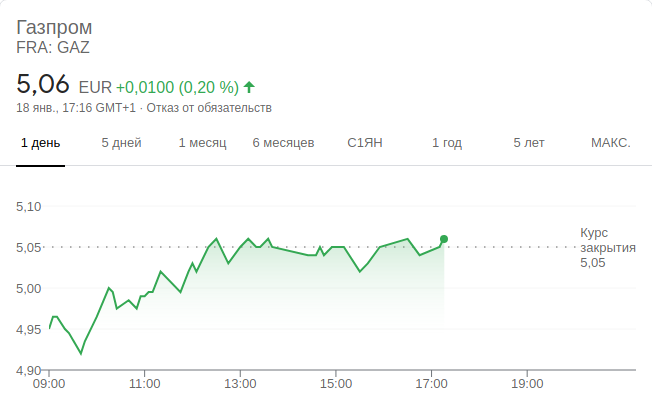 Газпром
FRA: GAZ
5,06 EUR +0,0100 (0,20 %)
18 янв., 17:16 GMT+1 · Отказ от обязательств
1 день 5 дней 1 месяц 6 месяцев С1ЯН 1 год 5 лет МАКС.
5,10
Курс
закрытия
5,05
5,05
5,00
4,95
4,90
09:00 11:00 13:00 15:00 17:00 19:00